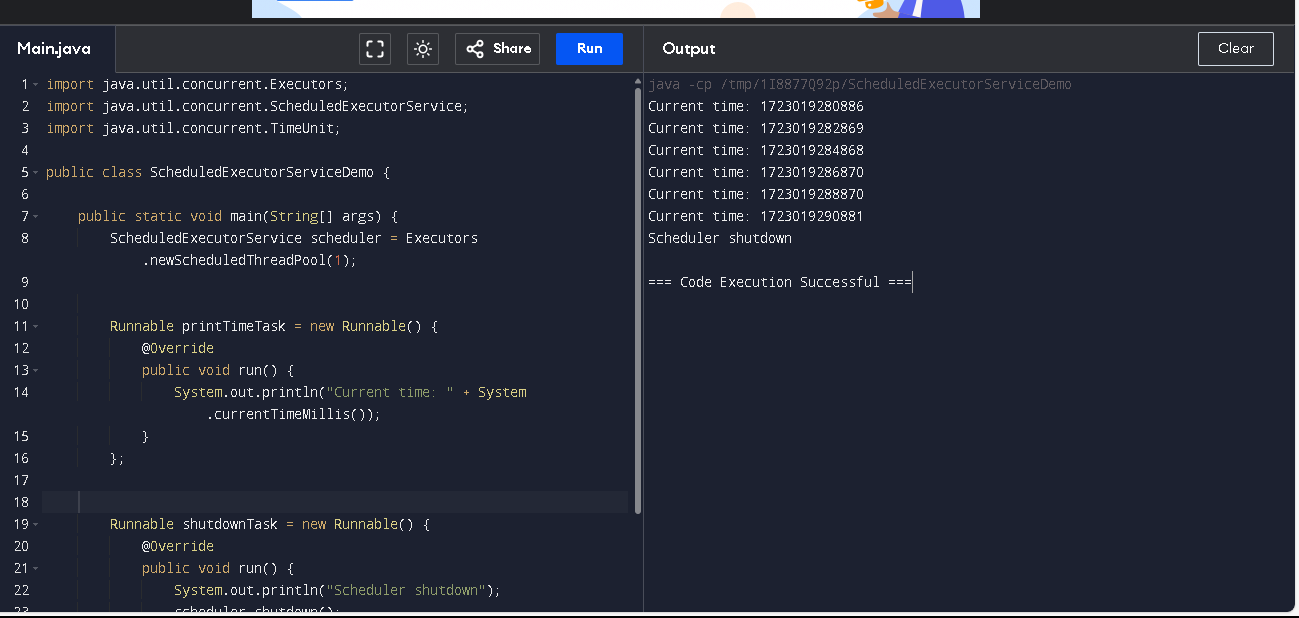 Main.java
Share
Run
Output
Clear
1 import java.util.concurrent.Executors;
2 import java.util.concurrent.ScheduledExecutorService;
3 import java.util.concurrent.TimeUnit;
4
5 public class ScheduledExecutorServiceDemo {
6
7 public static void main(String[] args) {
8 ScheduledExecutorService scheduler = Executors
.newScheduledThreadPool(1);
9
10
11 Runnable printTimeTask = new Runnable() {
12 @Override
13 public void run() {
14 System.out.println("Current time: " + System
.currentTimeMillis());
15 }
16 };
17
18
19 Runnable shutdownTask = new Runnable() {
20 @Override
21 public void run() {
22 System.out.println("Scheduler shutdown");
23 scheduler.shutdown();
java -cp /tmp/1I8877Q92p/ScheduledExecutorServiceDemo
Current time: 1723019280886
Current time: 1723019282869
Current time: 1723019284868
Current time: 1723019286870
Current time: 1723019288870
Current time: 1723019290881
Scheduler shutdown
=== Code Execution Successful ===